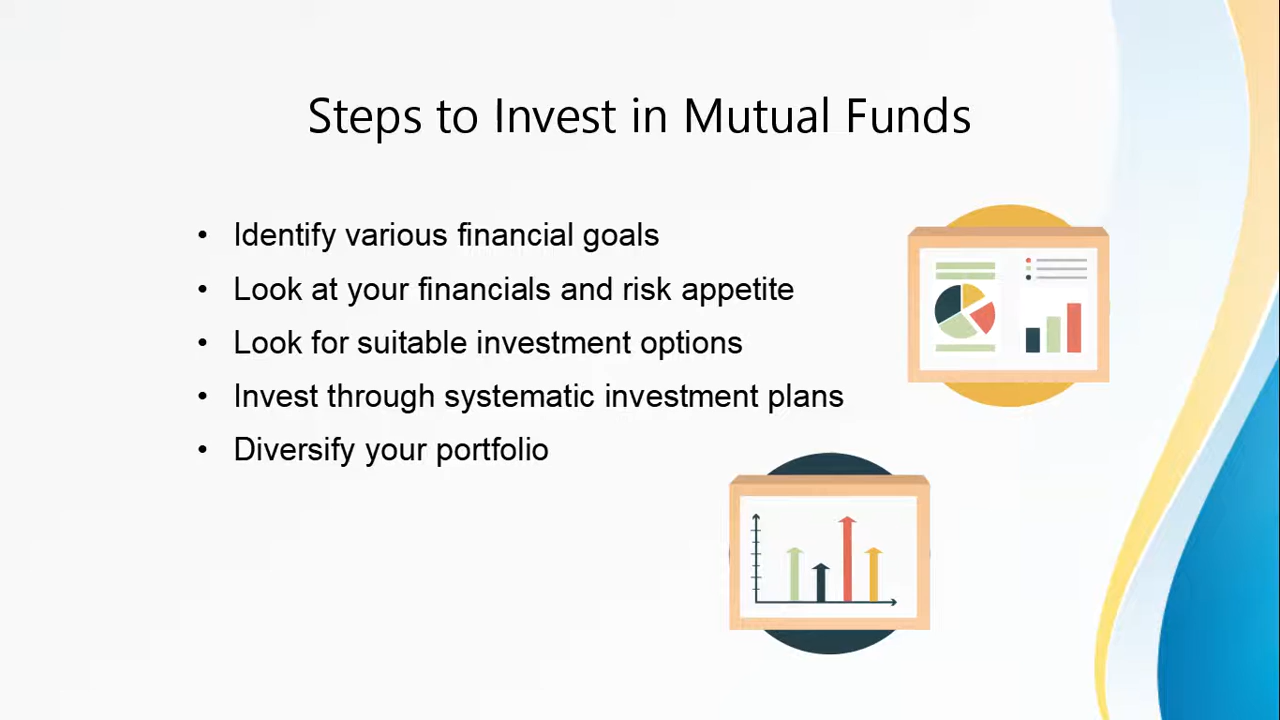 Steps to Invest in Mutual Funds
• Identify various financial goals
• Look at your financials and risk appetite
• Look for suitable investment options
• Invest through systematic investment plans
• Diversify your portfolio